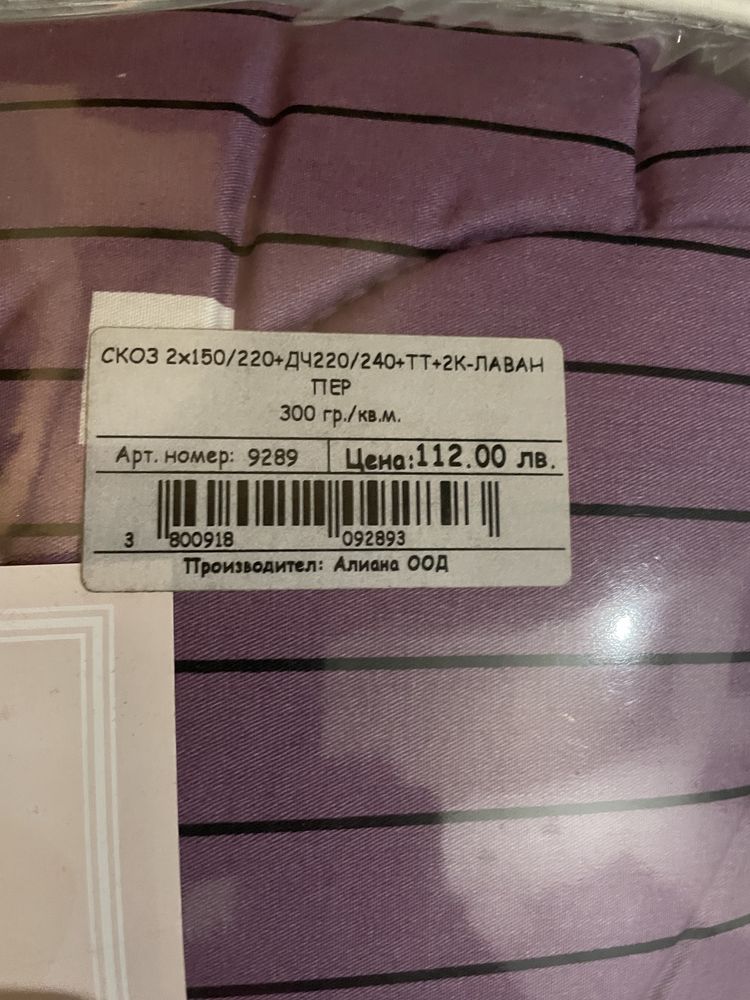 СКОЗ 2x150/220+ДЧ220/240+ТТ+2К-ЛАВАН
ПЕР
300 гр./кв.м.
Арт. номер: 9289 Цена:112.00 лв.
3 800918 092893
Производител: Алиана ООД